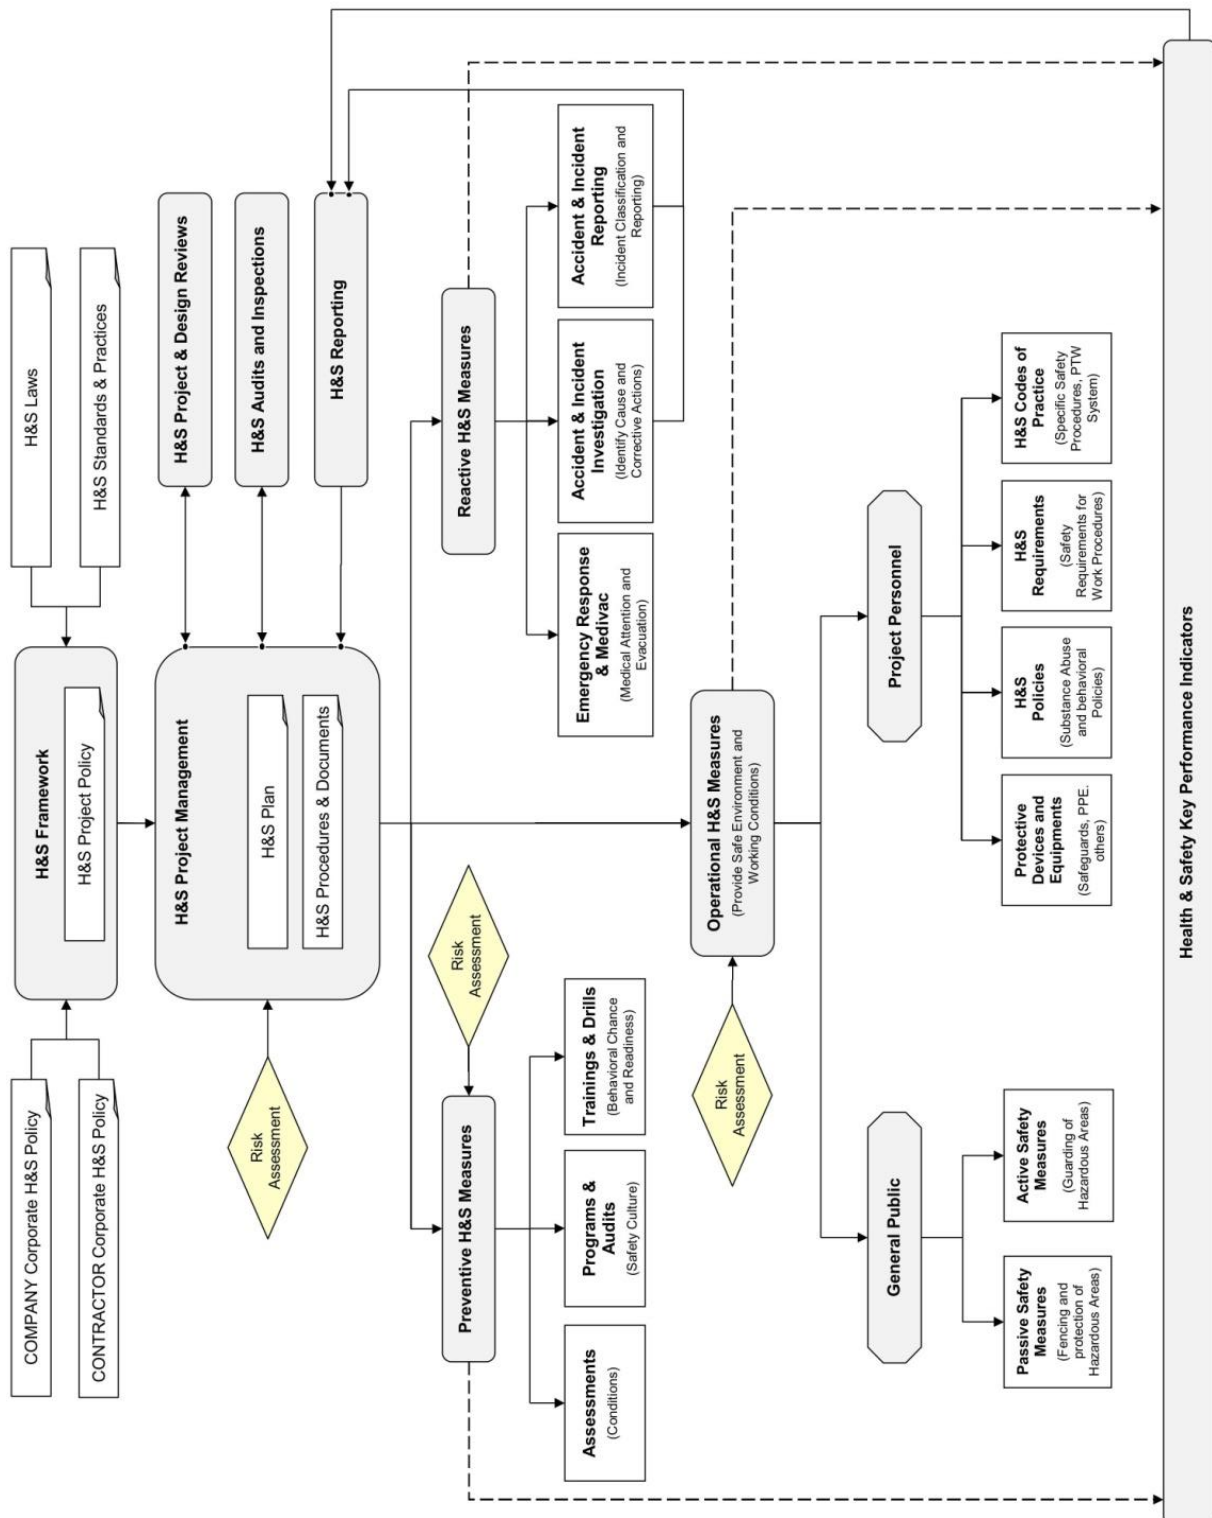 COMPANY Corporate H&S Policy
CONTRACTOR Corporate H&S Policy
H&S Framework
H&S Project Policy
H&S Laws
H&S Standards & Practices
H&S Project Management
H&S Plan
H&S Procedures & Documents
Risk
Assessment
H&S Project & Design Reviews
H&S Audits and Inspections
H&S Reporting
Risk
Assessment
Preventive H&S Measures
Assessments
(Conditions)
Programs &
Audits
(Safety Culture)
Trainings & Drills
(Behavioral Chance
and Readiness)
Reactive H&S Measures
Emergency Response
& Medivac
(Medical Attention and
Evacuation)
Accident & Incident
Investigation
(Identify Cause and
Corrective Actions)
Accident & Incident
Reporting
(Incident Classification and
Reporting)
Risk
Assessment
Operational H&S Measures
(Provide Safe Environment and
Working Conditions)
General Public
Passive Safety
Measures
(Fencing and
protection of
Hazardous Areas)
Active Safety
Measures
(Guarding of
Hazardous Areas)
Project Personnel
Protective
Devices and
Equipments
(Safeguards, PPE.
others)
H&S
Policies
(Substance Abuse
and behavioral
Policies)
H&S
Requirements
(Safety
Requirements for
Work Procedures)
H&S Codes of
Practice
(Specific Safety
Procedures, PTW
System)
Health & Safety Key Performance Indicators